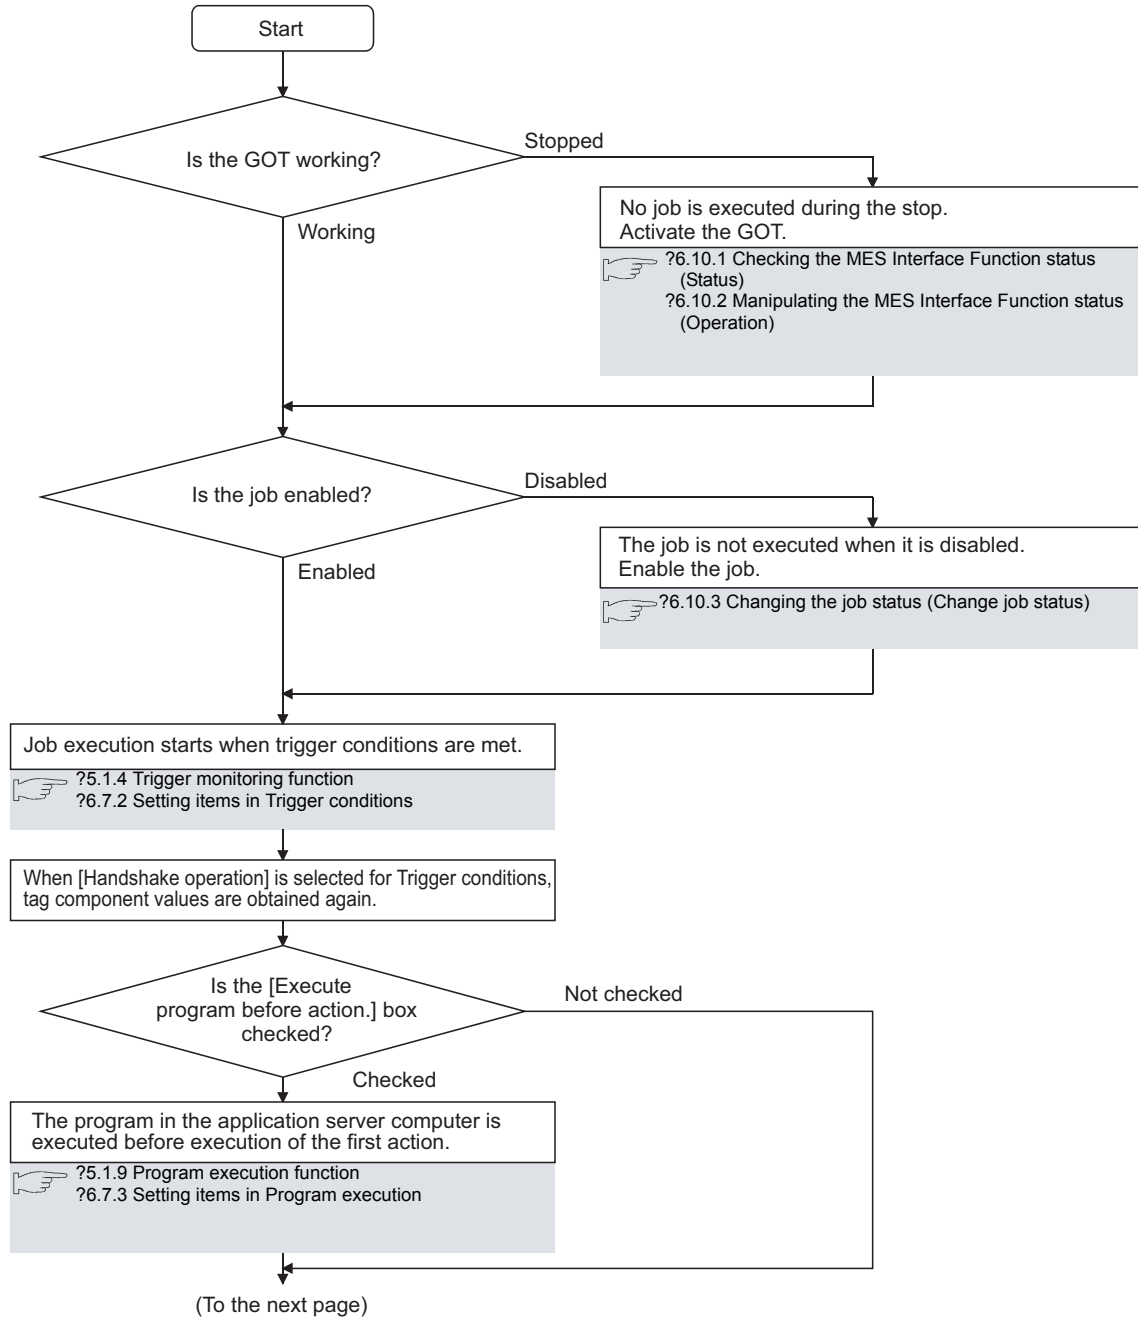 Start
Is the GOT working?
Stopped
Working
No job is executed during the stop.
Activate the GOT.
?6.10.1 Checking the MES Interface Function status
(Status)
?6.10.2 Manipulating the MES Interface Function status
(Operation)
Is the job enabled?
Disabled
Enabled
The job is not executed when it is disabled.
Enable the job.
?6.10.3 Changing the job status (Change job status)
Job execution starts when trigger conditions are met.
?5.1.4 Trigger monitoring function
?6.7.2 Setting items in Trigger conditions
When [Handshake operation] is selected for Trigger conditions,
tag component values are obtained again.
Is the [Execute
program before action.] box
checked?
Not checked
Checked
The program in the application server computer is
executed before execution of the first action.
?5.1.9 Program execution function
?6.7.3 Setting items in Program execution
(To the next page)